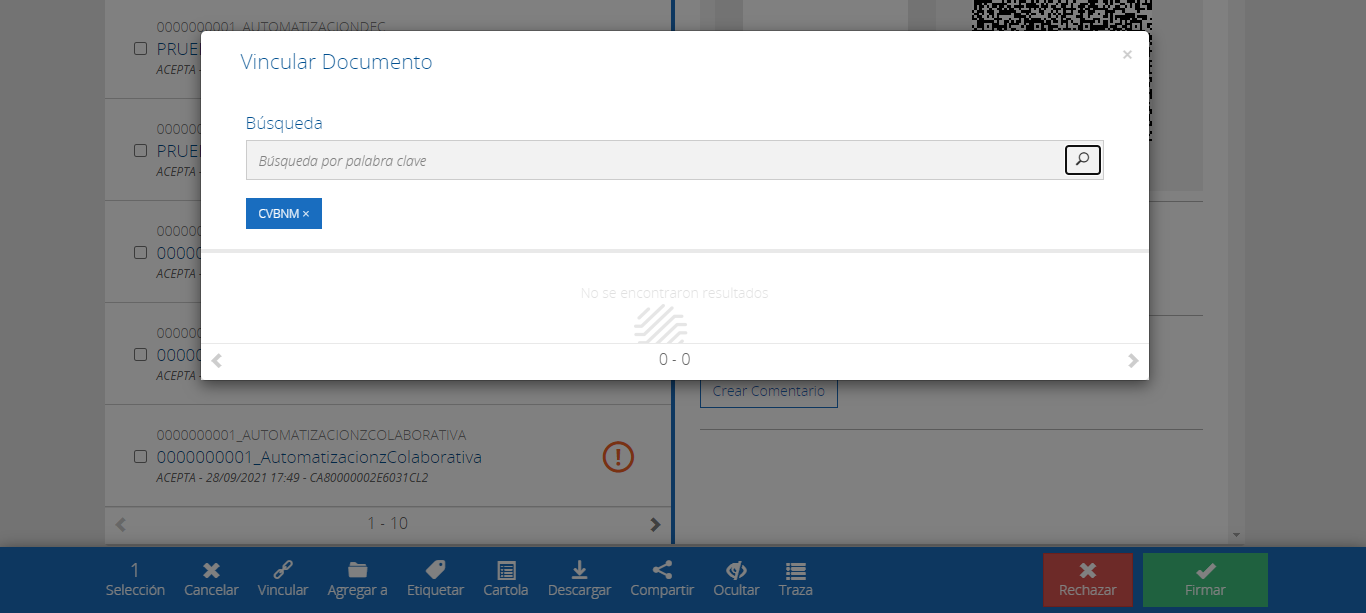 0000000001_AUTOMATIZACIONDEC
PRUE
ACEPTA -
Vincular Documento
×
Búsqueda
Búsqueda por palabra clave
CVBNM ×
No se encontraron resultados
0 - 0
00000
PRUE
ACEPTA -
00000
0000
ACEPTA -
00000
0000
ACEPTA -
Crear Comentario
0000000001_AUTOMATIZACIONZCOLABORATIVA
0000000001_AutomatizacionzColaborativa
ACEPTA - 28/09/2021 17:49 - CA80000002E6031CL2
1 - 10
1
Selección
Cancelar
Vincular
Agregar a
Etiquetar
Cartola
Descargar
Compartir
Ocultar
Traza
Rechazar
Firmar